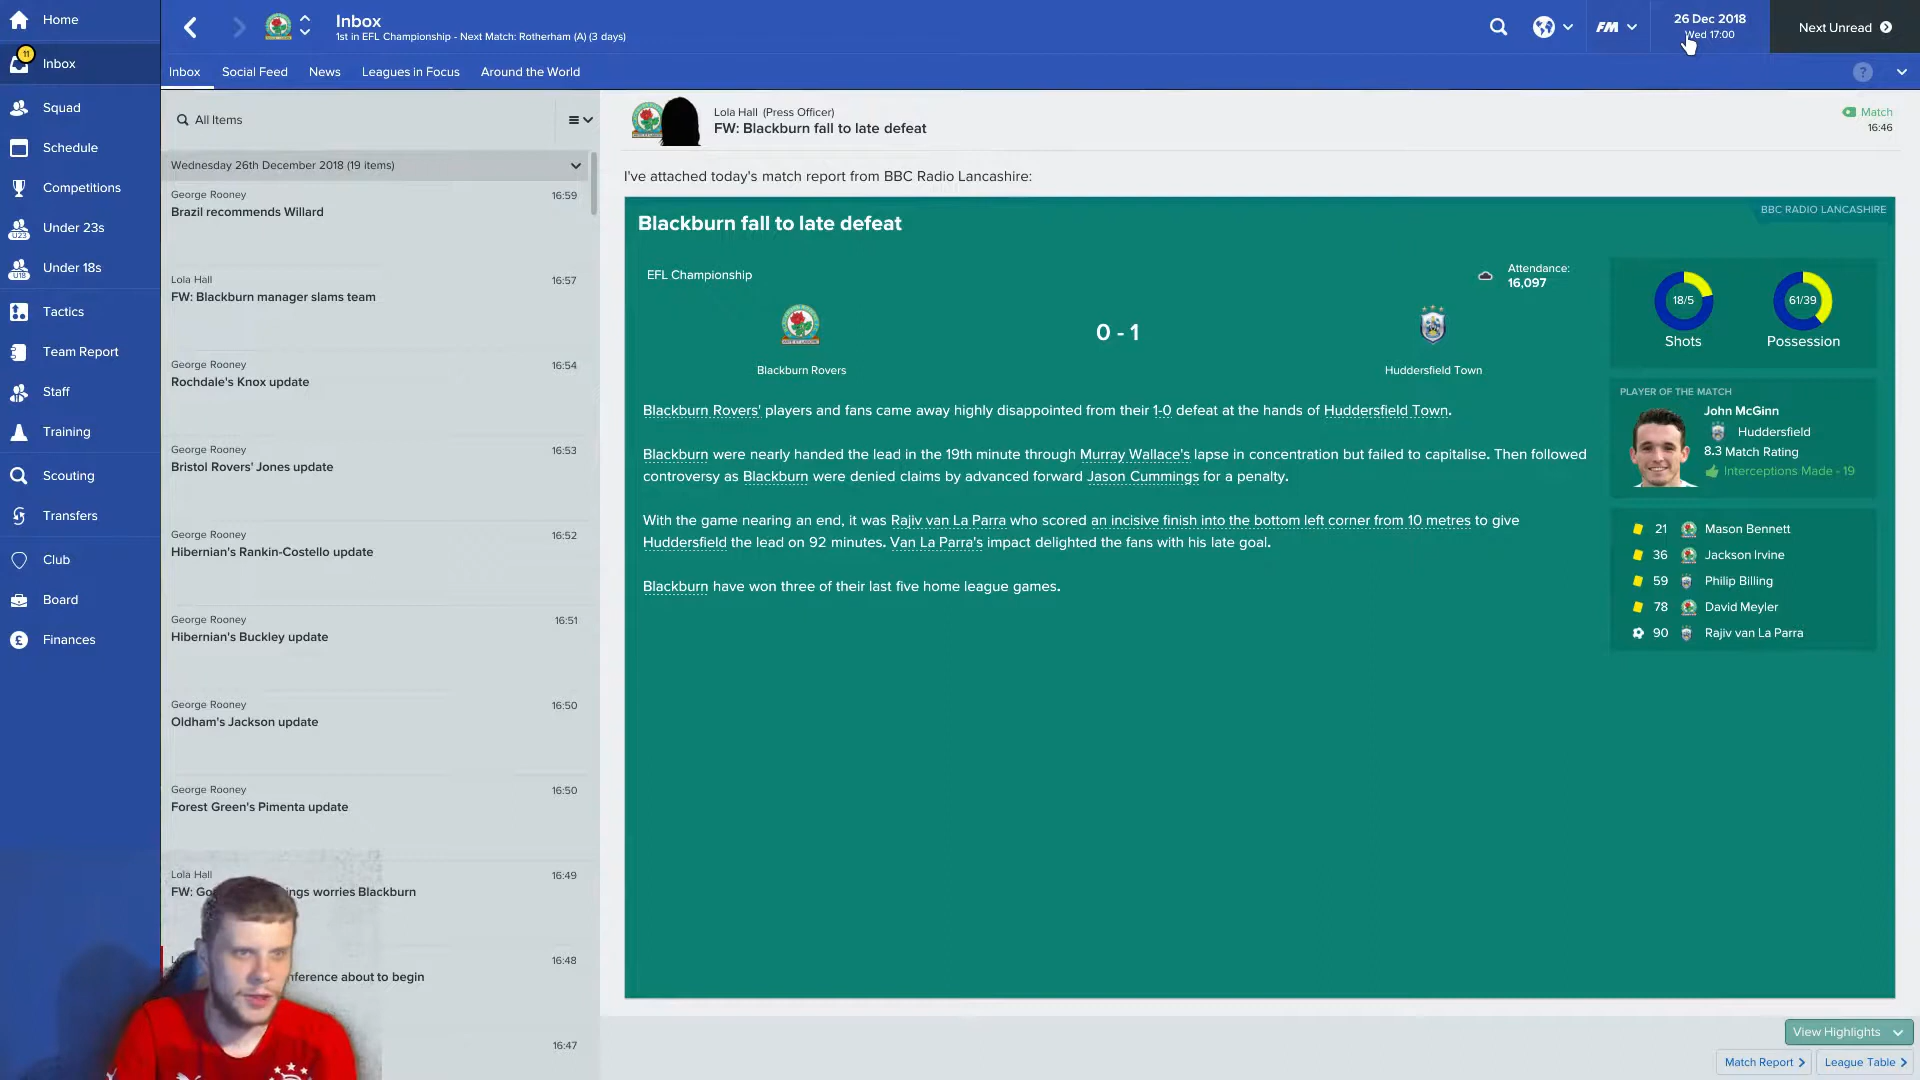 Home
11
Inbox
Squad
Schedule
Competitions
U23
Under 23s
U18
Under 18s
Tactics
Team Report
Staff
Training
Scouting
Transfers
Club
Board
£
Finances
Inbox
1st in EFL Championship - Next Match: Rotherham (A) (3 days)
FM
26 Dec 2018
Wed 17:00
Next Unread
Inbox
Social Feed
News
Leagues in Focus
Around the World
?
All Items
Wednesday 26th December 2018 (19 items)
George Rooney
16:59
Brazil recommends Willard
Lola Hall
16:57
FW: Blackburn manager slams team
George Rooney
16:54
Rochdale's Knox update
George Rooney
16:53
Bristol Rovers' Jones update
George Rooney
16:52
Hibernian's Rankin-Costello update
George Rooney
16:51
Hibernian's Buckley update
George Rooney
16:50
Oldham's Jackson update
George Rooney
16:50
Forest Green's Pimenta update
Lola Hall
16:49
FW: Go ings worries Blackburn
16:48
nference about to begin
16:47
Lola Hall (Press Officer)
FW: Blackburn fall to late defeat
Match
16:46
I've attached today's match report from BBC Radio Lancashire:
Blackburn fall to late defeat
BBC RADIO LANCASHIRE
EFL Championship
Attendance:
16,097
0 - 1
Blackburn Rovers
Huddersfield Town
Blackburn Rovers' players and fans came away highly disappointed from their 1-0 defeat at the hands of Huddersfield Town.
Blackburn were nearly handed the lead in the 19th minute through Murray Wallace's lapse in concentration but failed to capitalise. Then followed
controversy as Blackburn were denied claims by advanced forward Jason Cummings for a penalty.
With the game nearing an end, it was Rajiv van La Parra who scored an incisive finish into the bottom left corner from 10 metres to give
Huddersfield the lead on 92 minutes. Van La Parra's impact delighted the fans with his late goal.
Blackburn have won three of their last five home league games.
18/5
Shots
61/39
Possession
PLAYER OF THE MATCH
John McGinn
Huddersfield
8.3 Match Rating
Interceptions Made - 19
21 Mason Bennett
36 Jackson Irvine
59 Philip Billing
78 David Meyler
90 Rajiv van La Parra
View Highlights
Match Report
League Table